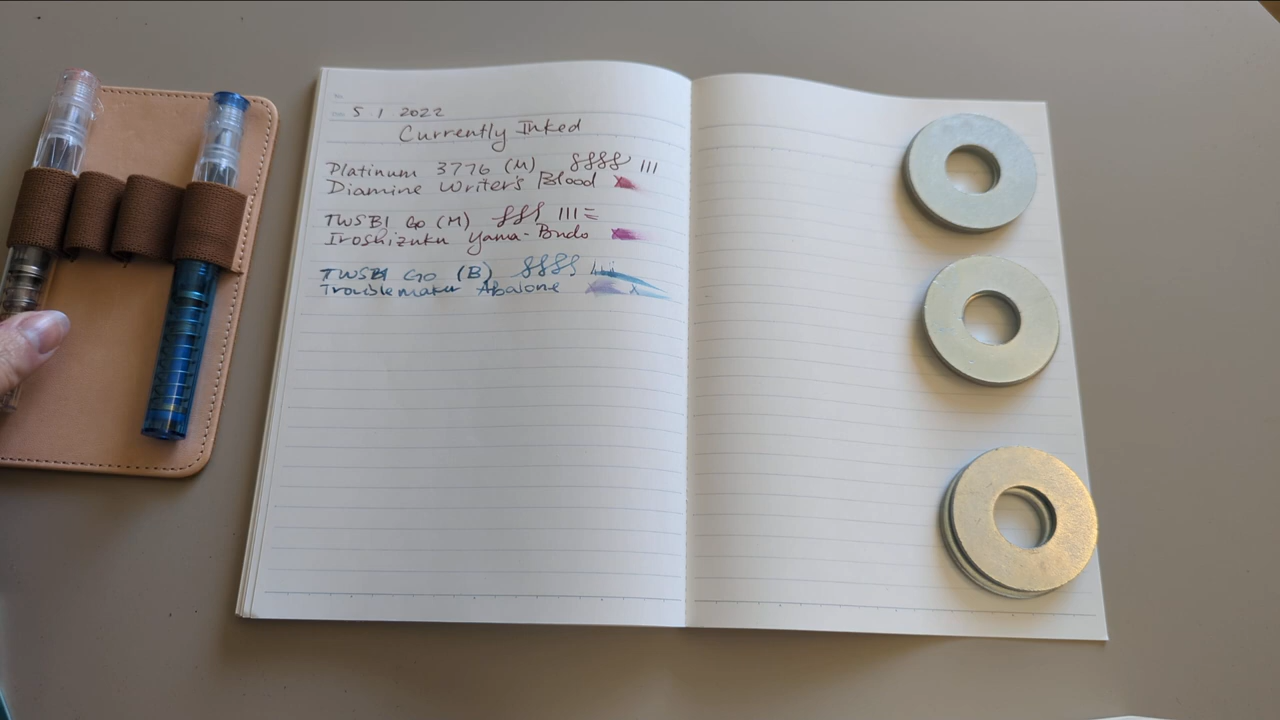 5 1 2022
Currently Inked
Platinum 3776 (M)
Diamine Writer's Blood
TWSBI Go (M)
Iroshizuku Yama-Budo
TWSBI Go (B)
Troublemaker Abalone